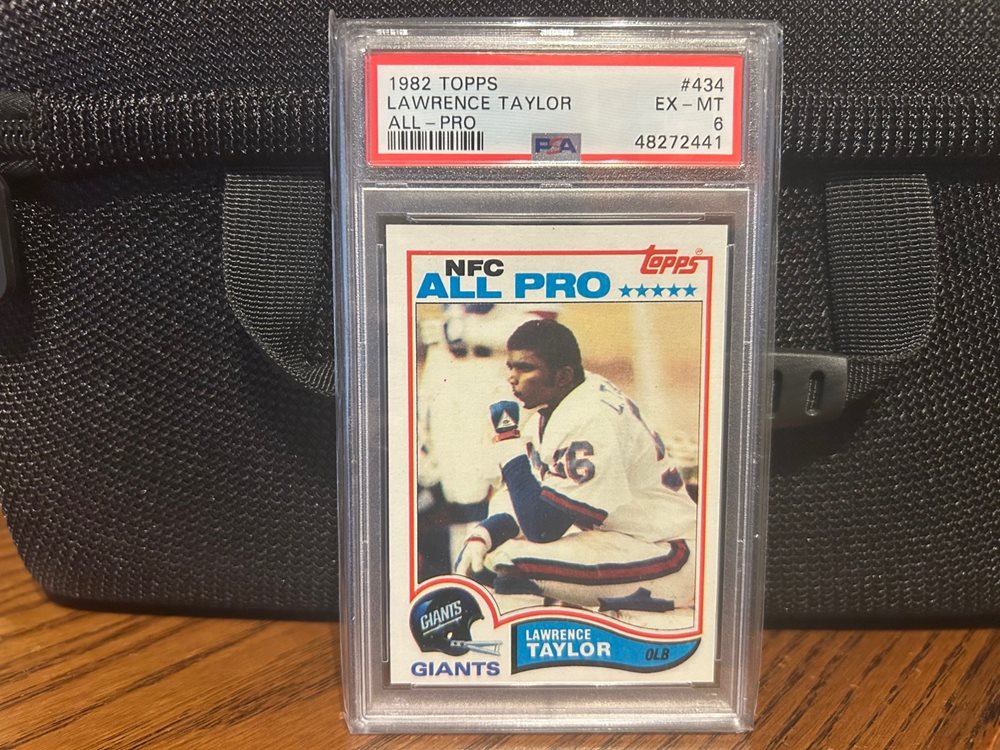 1982 TOPPS #434
LAWRENCE TAYLOR EX-MT
ALL-PRO 6
PSA 48272441
topps
NFC
ALL PRO
56
GIANTS
GIANTS
LAWRENCE
TAYLOR
OLB